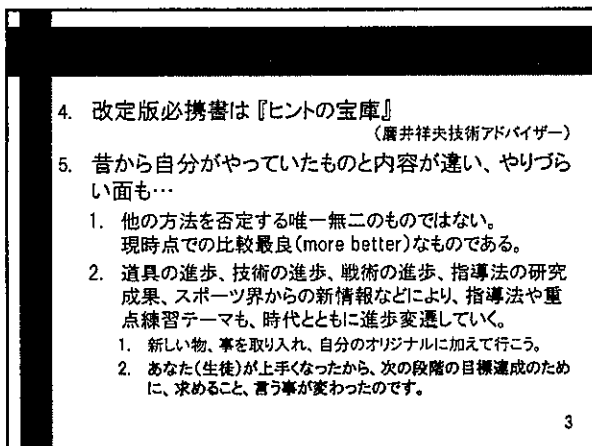 4. 改定版必携書は『ヒントの宝庫』
(廣井祥央技術アドバイザー)
5. 昔から自分がやっていたものと内容が違い、やりづら
い面も…
1. 他の方法を否定する唯一無二のものではない。
現時点での比較最良(more better)なものである。
2. 道具の進歩、技術の進歩、戦術の進歩、指導法の研究
成果、スポーツ界からの新情報などにより、指導法や重
点練習テーマも、時代とともに進歩変遷していく。
1. 新しい物、事を取り入れ、自分のオリジナルに加えて行こう。
2. あなた(生徒)が上手くなったから、次の段階の目標達成のため
に、求めること、言う事が変わったのです。
3